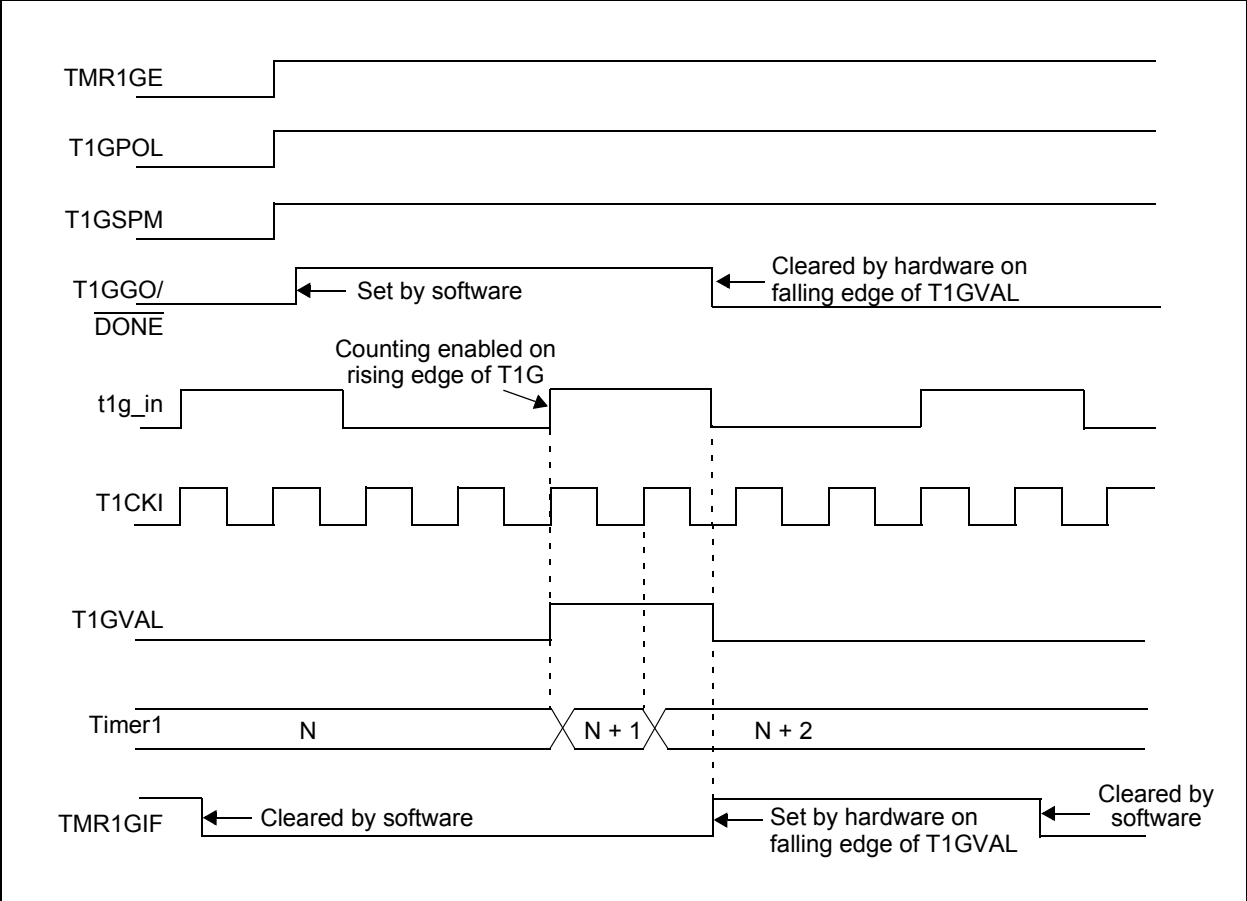 TMR1GE
T1GPOL
T1GSPM
T1GGO/
DONE
Set by software
Cleared by hardware on
falling edge of T1GVAL
Counting enabled on
rising edge of T1G
t1g_in
T1CKI
T1GVAL
Timer1
N
N + 1
N + 2
TMR1GIF
Cleared by software
Set by hardware on
falling edge of T1GVAL
Cleared by
software